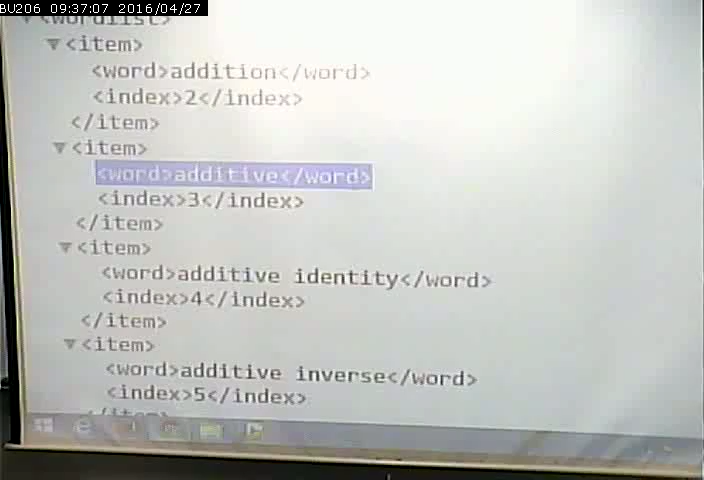 BU206 09:37:07 2016/04/27
<wordlist>
▼<item>
<word>addition</word>
<index>2</index>
</item>
▼<item>
<word>additive</word>
<index>3</index>
</item>
▼<item>
<word>additive identity</word>
<index>4</index>
</item>
▼<item>
<word>additive inverse</word>
<index>5</index>
</item>